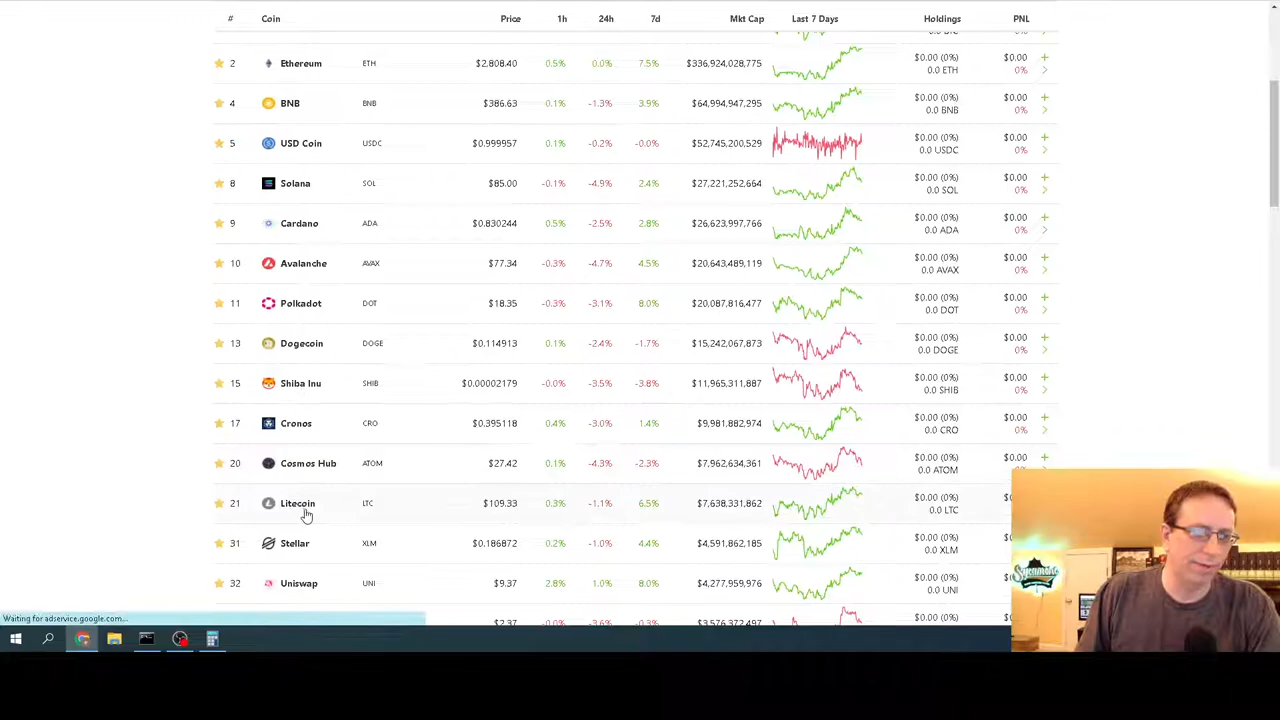 # Coin Price 1h 24h 7d Mkt Cap Last 7 Days Holdings PNL
2 Ethereum ETH $2,808.40 0.5% 0.0% 7.5% $336,924,028,775 $0.00 (0%) $0.00
0.0 ETH 0%
4 BNB BNB $386.63 0.1% -1.3% 3.9% $64,994,947,295 $0.00 (0%) $0.00
0.0 BNB 0%
5 USD Coin USDC $0.999957 0.1% -0.2% -0.0% $52,745,200,529 $0.00 (0%) $0.00
0.0 USDC 0%
8 Solana SOL $85.00 -0.1% -4.9% 2.4% $27,221,252,664 $0.00 (0%) $0.00
0.0 SOL 0%
9 Cardano ADA $0.830244 0.5% -2.5% 2.8% $26,623,997,766 $0.00 (0%) $0.00
0.0 ADA 0%
10 Avalanche AVAX $77.34 -0.3% -4.7% 4.5% $20,643,489,119 $0.00 (0%) $0.00
0.0 AVAX 0%
11 Polkadot DOT $18.35 -0.3% -3.1% 8.0% $20,087,816,477 $0.00 (0%) $0.00
0.0 DOT 0%
13 Dogecoin DOGE $0.114913 0.1% -2.4% -1.7% $15,242,067,873 $0.00 (0%) $0.00
0.0 DOGE 0%
15 Shiba Inu SHIB $0.00002179 -0.0% -3.5% -3.8% $11,965,311,887 $0.00 (0%) $0.00
0.0 SHIB 0%
17 Cronos CRO $0.395118 0.4% -3.0% 1.4% $9,981,882,974 $0.00 (0%) $0.00
0.0 CRO 0%
20 Cosmos Hub ATOM $27.42 0.1% -4.3% -2.3% $7,962,634,361 $0.00 (0%) $0.00
0.0 ATOM
21 Litecoin LTC $109.33 0.3% -1.1% 6.5% $7,638,331,862 $0.00 (0%)
0.0 LTC
31 Stellar XLM $0.186872 0.2% -1.0% 4.4% $4,591,862,185 $0.00 (0%)
0.0 XLM
32 Uniswap UNI $9.37 2.8% 1.0% 8.0% $4,277,959,976 $0.00 (0%)
0.0 UNI
$2.37 -0.0% -3.6% -0.3% $3,576,372,497 $0.00 (0%)
Waiting for adservice.google.com...
Sycamore